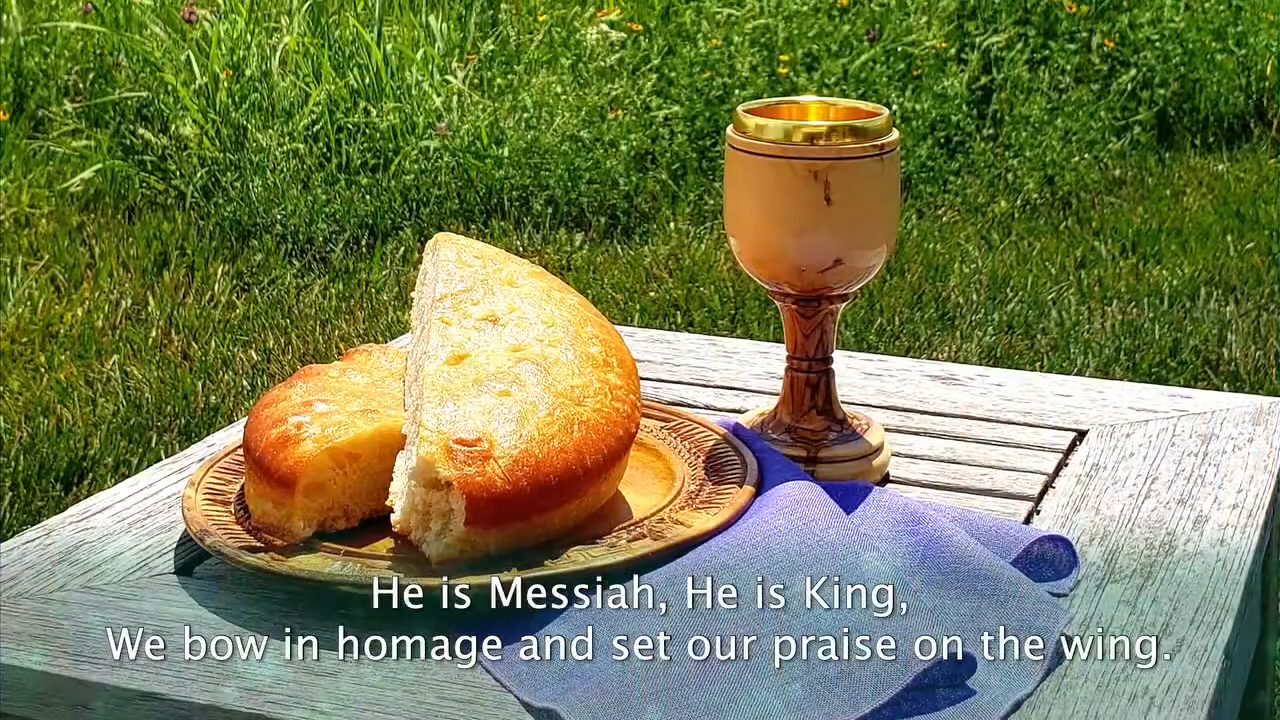 He is Messiah, He is King,
We bow in homage and set our praise on the wing.